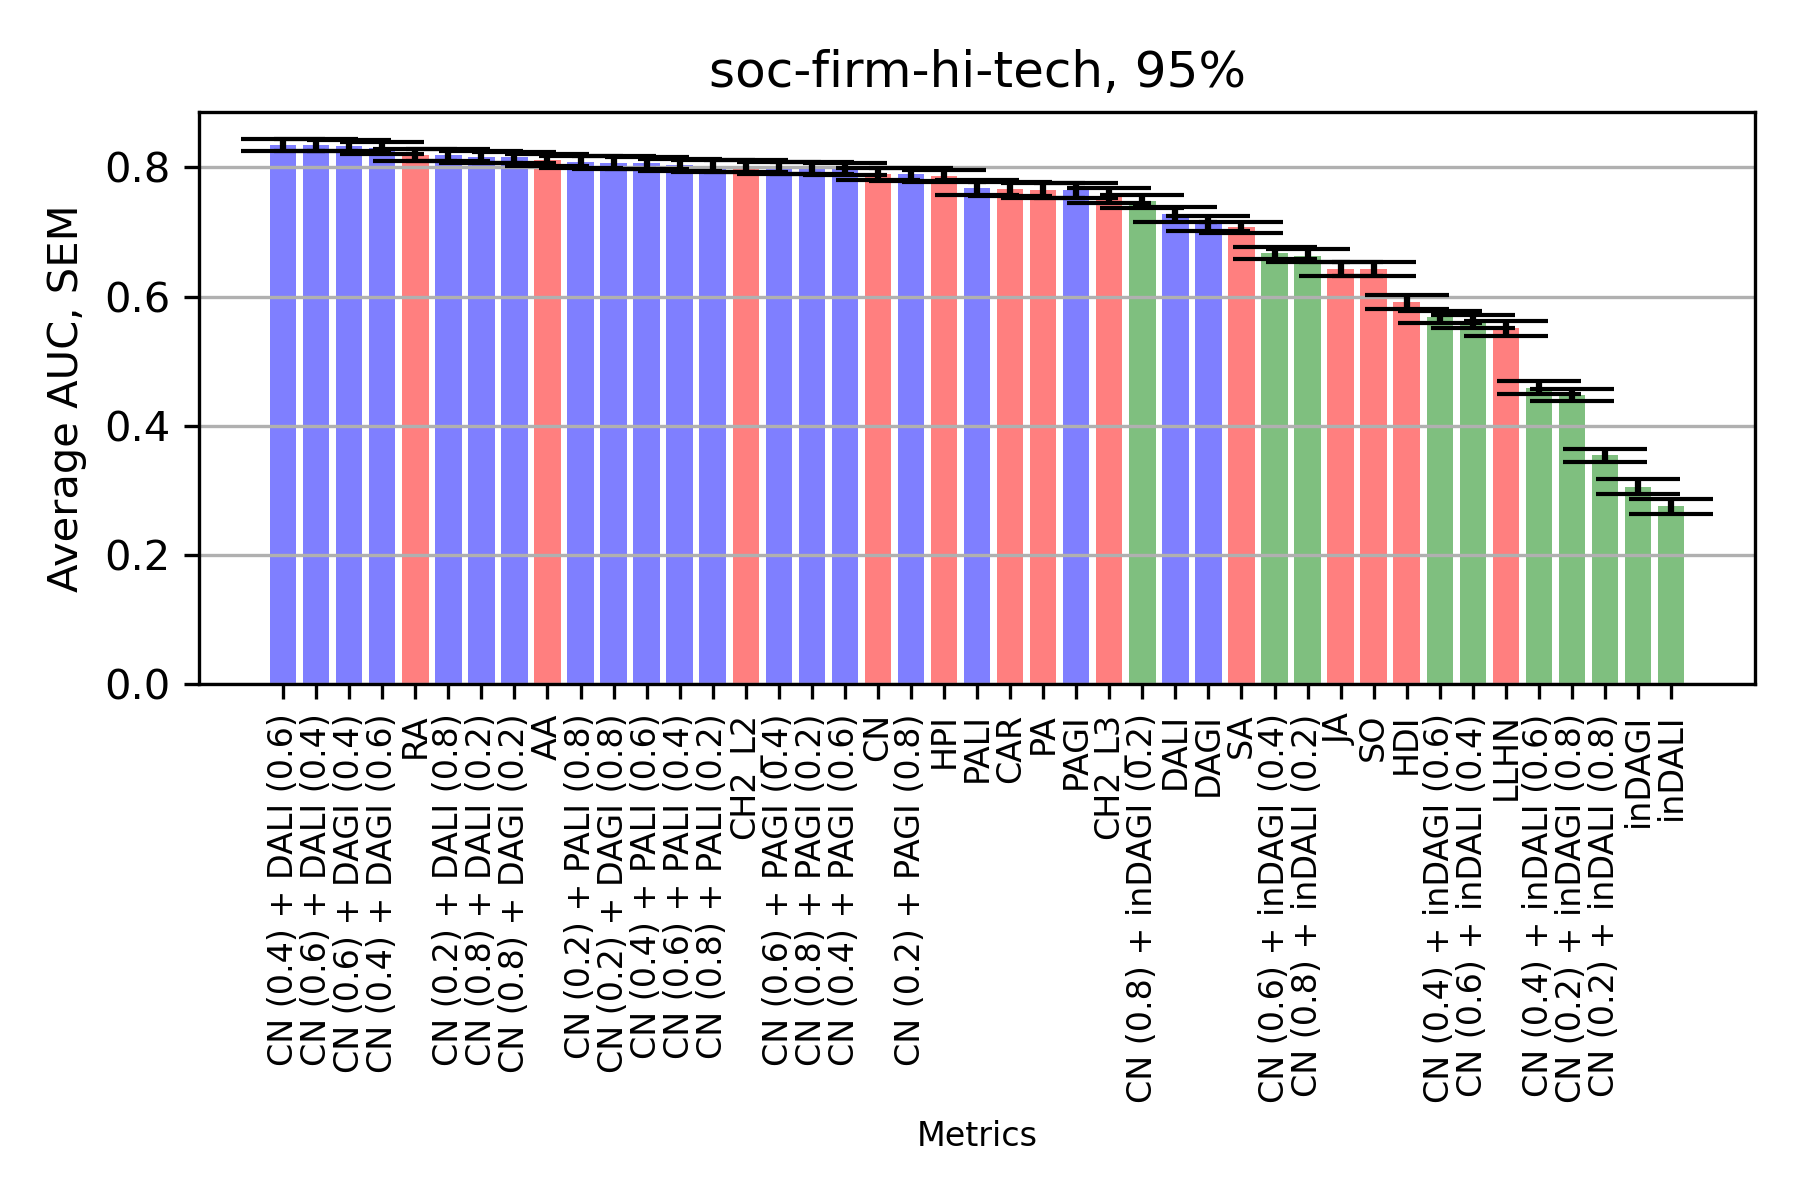 soc-firm-hi-tech, 95%
Average AUC, SEM
0.8
0.6
0.4
0.2
0.0
CN (0.4) + DALI (0.6)
CN (0.6) + DALI (0.4)
CN (0.6) + DAGI (0.4)
CN (0.4) + DAGI (0.6)
RA
CN (0.2) + DALI (0.8)
CN (0.8) + DALI (0.2)
CN (0.8) + DAGI (0.2)
AA
CN (0.2) + PALI (0.8)
CN (0.2) + DAGI (0.8)
CN (0.4) + PALI (0.6)
CN (0.6) + PALI (0.4)
CN (0.8) + PALI (0.2)
CH2_L2
CN (0.6) + PAGI (0.4)
CN (0.8) + PAGI (0.2)
CN (0.4) + PAGI (0.6)
CN
CN (0.2) + PAGI (0.8)
HPI
PALI
CAR
PA
PAGI
CH2_L3
CN (0.8) + inDAGI (0.2)
DALI
DAGI
SA
CN (0.6) + inDAGI (0.4)
CN (0.8) + inDALI (0.2)
JA
SO
HDI
CN (0.4) + inDAGI (0.6)
CN (0.6) + inDALI (0.4)
LLHN
CN (0.4) + inDALI (0.6)
CN (0.2) + inDAGI (0.8)
CN (0.2) + inDALI (0.8)
inDAGI
inDALI
Metrics